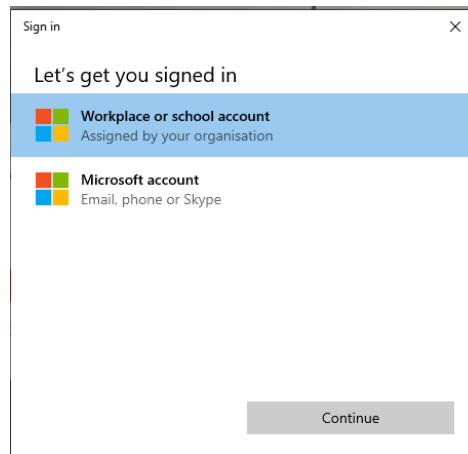 Sign in
Let's get you signed in
Workplace or school account
Assigned by your organisation
Microsoft account
Email, phone or Skype
Continue